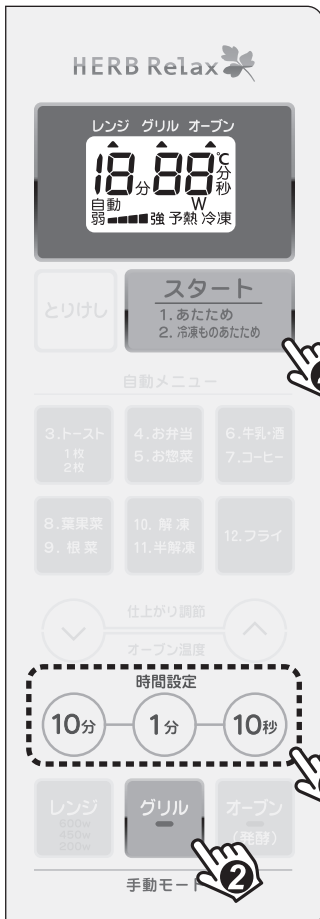 HERB Relax
レンジ グリル オーブン
18分88℃分秒
自動 W
弱 強 予熱 冷凍
とりけし
スタート
1.あたため
2.冷凍ものあたため
自動メニュー
3.トースト
1枚
2枚
4.お弁当
5.お惣菜
6.牛乳・酒
7.コーヒー
8.葉果菜
9.根菜
10.解凍
11.半解凍
12.フライ
仕上がり調節
オーブン温度
時間設定
10分 1分 10秒
レンジ
600W
450W
200W
グリル
オーブン
(発酵)
2
手動モード